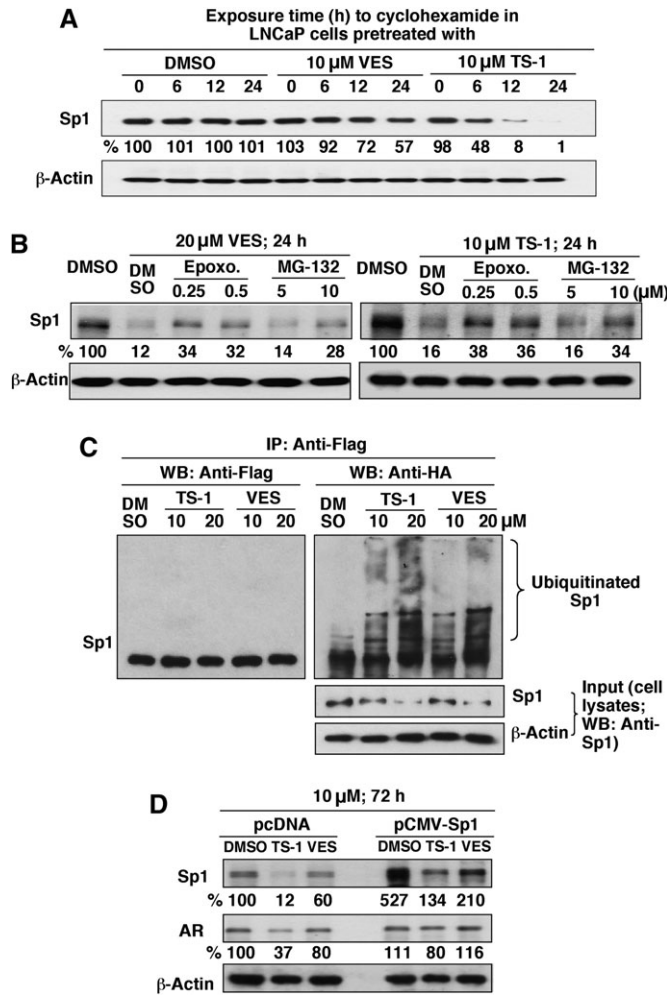 A
Exposure time (h) to cyclohexamide in
LNCaP cells pretreated with
DMSO 10 µM VES 10 µM TS-1
0 6 12 24 0 6 12 24 0 6 12 24
Sp1
% 100 101 100 101 103 92 72 57 98 48 8 1
β-Actin
B
20 µM VES; 24 h 10 µM TS-1; 24 h
DMSO DM SO Epoxo. MG-132 DMSO DM SO Epoxo. MG-132
0.25 0.5 5 10 0.25 0.5 5 10 (µM)
Sp1
% 100 12 34 32 14 28 100 16 38 36 16 34
β-Actin
C
IP: Anti-Flag
WB: Anti-Flag WB: Anti-HA
DM SO TS-1 VES DM SO TS-1 VES
10 20 10 20 10 20 10 20 µM
Ubiquitinated
Sp1
Sp1
Sp1
β-Actin
Input (cell
lysates;
WB: Anti-
Sp1)
D
10 µM; 72 h
pcDNA pCMV-Sp1
DMSO TS-1 VES DMSO TS-1 VES
Sp1
% 100 12 60 527 134 210
AR
% 100 37 80 111 80 116
β-Actin